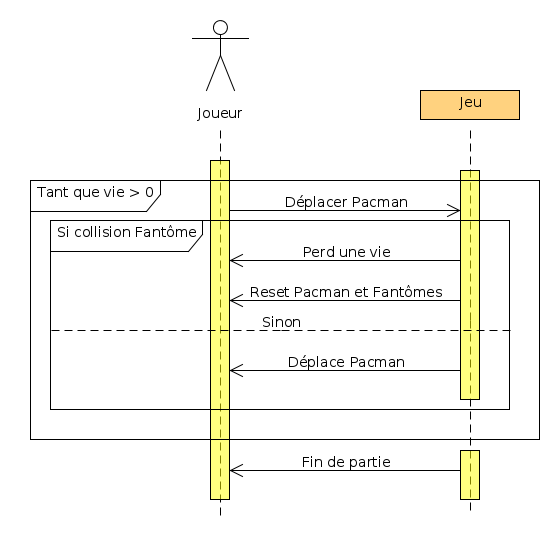 Joueur
Jeu
Tant que vie > 0
Déplacer Pacman
Si collision Fantôme
Perd une vie
Reset Pacman et Fantômes
Sinon
Déplace Pacman
Fin de partie